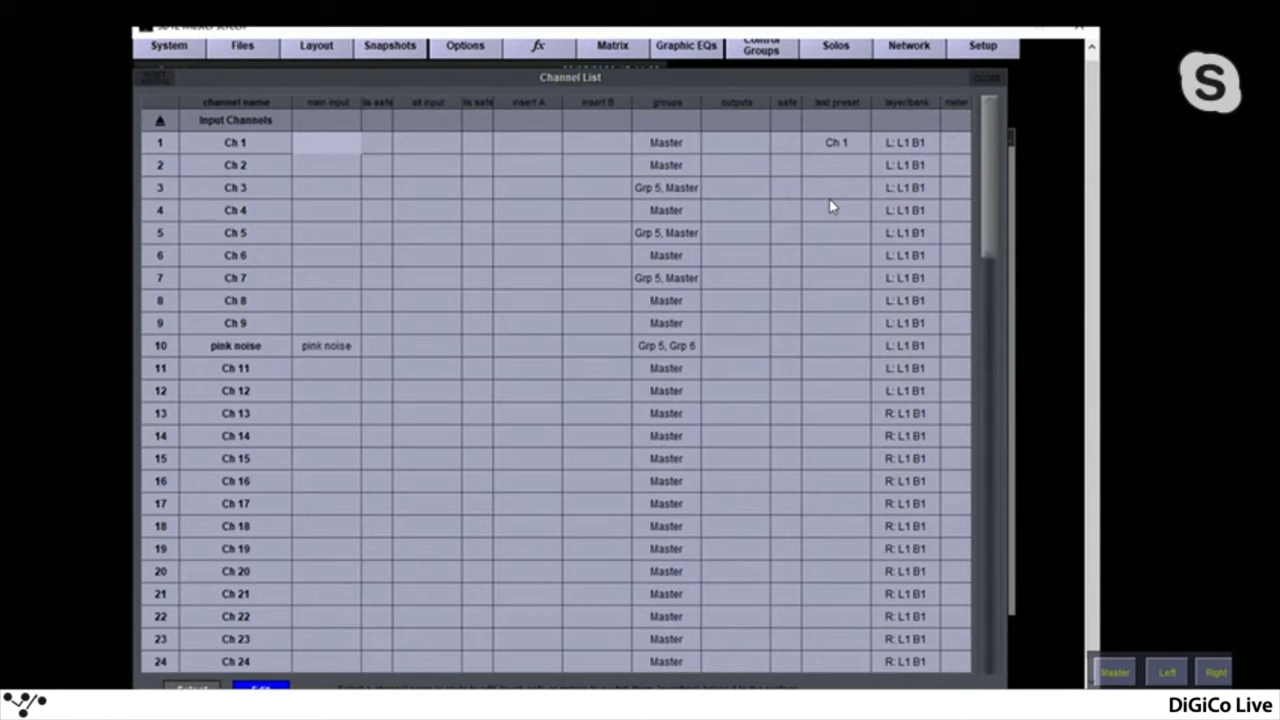 System Files Layout Snapshots Options fx Matrix Graphic EQs Control Groups Solos Network Setup
Channel List
CLOSE
channel name main input lis safe alt input lis safe insert A insert B groups outputs safe last preset layer/bank meter
▲ Input Channels
1 Ch 1 Master Ch 1 L: L1 B1
2 Ch 2 Master L: L1 B1
3 Ch 3 Grp 5, Master L: L1 B1
4 Ch 4 Master L: L1 B1
5 Ch 5 Grp 5, Master L: L1 B1
6 Ch 6 Master L: L1 B1
7 Ch 7 Grp 5, Master L: L1 B1
8 Ch 8 Master L: L1 B1
9 Ch 9 Master L: L1 B1
10 pink noise pink noise Grp 5, Grp 6 L: L1 B1
11 Ch 11 Master L: L1 B1
12 Ch 12 Master L: L1 B1
13 Ch 13 Master R: L1 B1
14 Ch 14 Master R: L1 B1
15 Ch 15 Master R: L1 B1
16 Ch 16 Master R: L1 B1
17 Ch 17 Master R: L1 B1
18 Ch 18 Master R: L1 B1
19 Ch 19 Master R: L1 B1
20 Ch 20 Master R: L1 B1
21 Ch 21 Master R: L1 B1
22 Ch 22 Master R: L1 B1
23 Ch 23 Master R: L1 B1
24 Ch 24 Master R: L1 B1
Select Edit
Master Left Right
S
DiGiCo Live